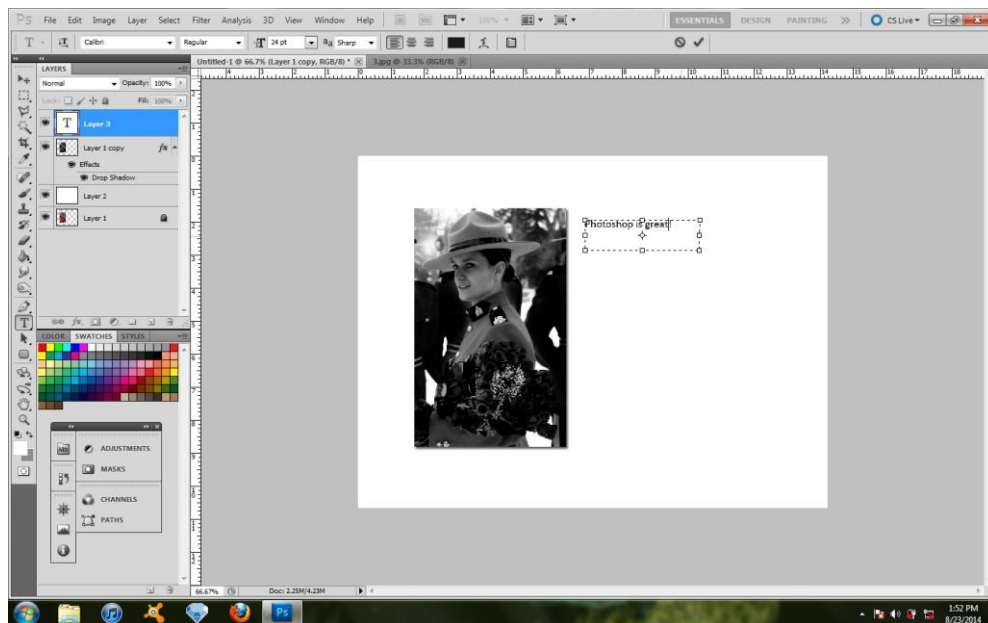 PS File Edit Image Layer Select Filter Analysis 3D View Window Help 100% ESSENTIALS DESIGN PAINTING >> CS Live
T Calibri Regular 24 pt aa Sharp
LAYERS
Untitled-1 @ 66.7% (Layer 1 copy, RGB/8) * 3.jpg @ 33.3% (RGB/8)
Normal Opacity: 100%
Lock: Fill: 100%
T Layer 3
Layer 1 copy fx
Effects
Drop Shadow
Layer 2
Layer 1
Photoshop is great
COLOR SWATCHES STYLES
ADJUSTMENTS
MASKS
CHANNELS
PATHS
66.67% Doc: 2.25M/4.23M
Ps
1:52 PM
8/23/2014